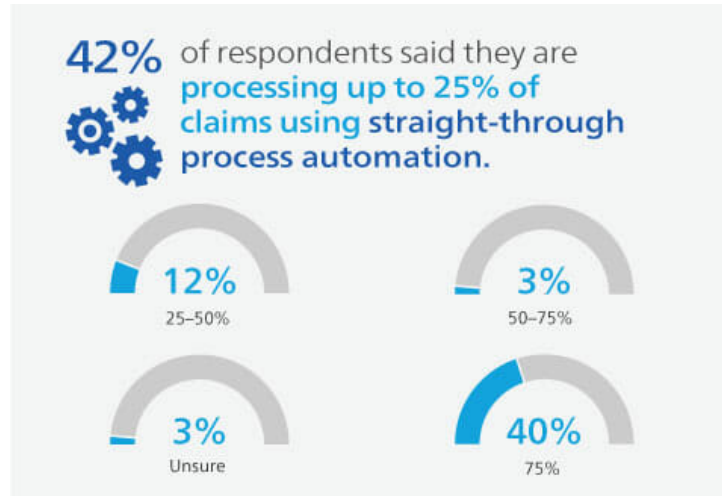 42% of respondents said they are
processing up to 25% of
claims using straight-through
process automation.
12%
25–50%
3%
50–75%
3%
Unsure
40%
75%